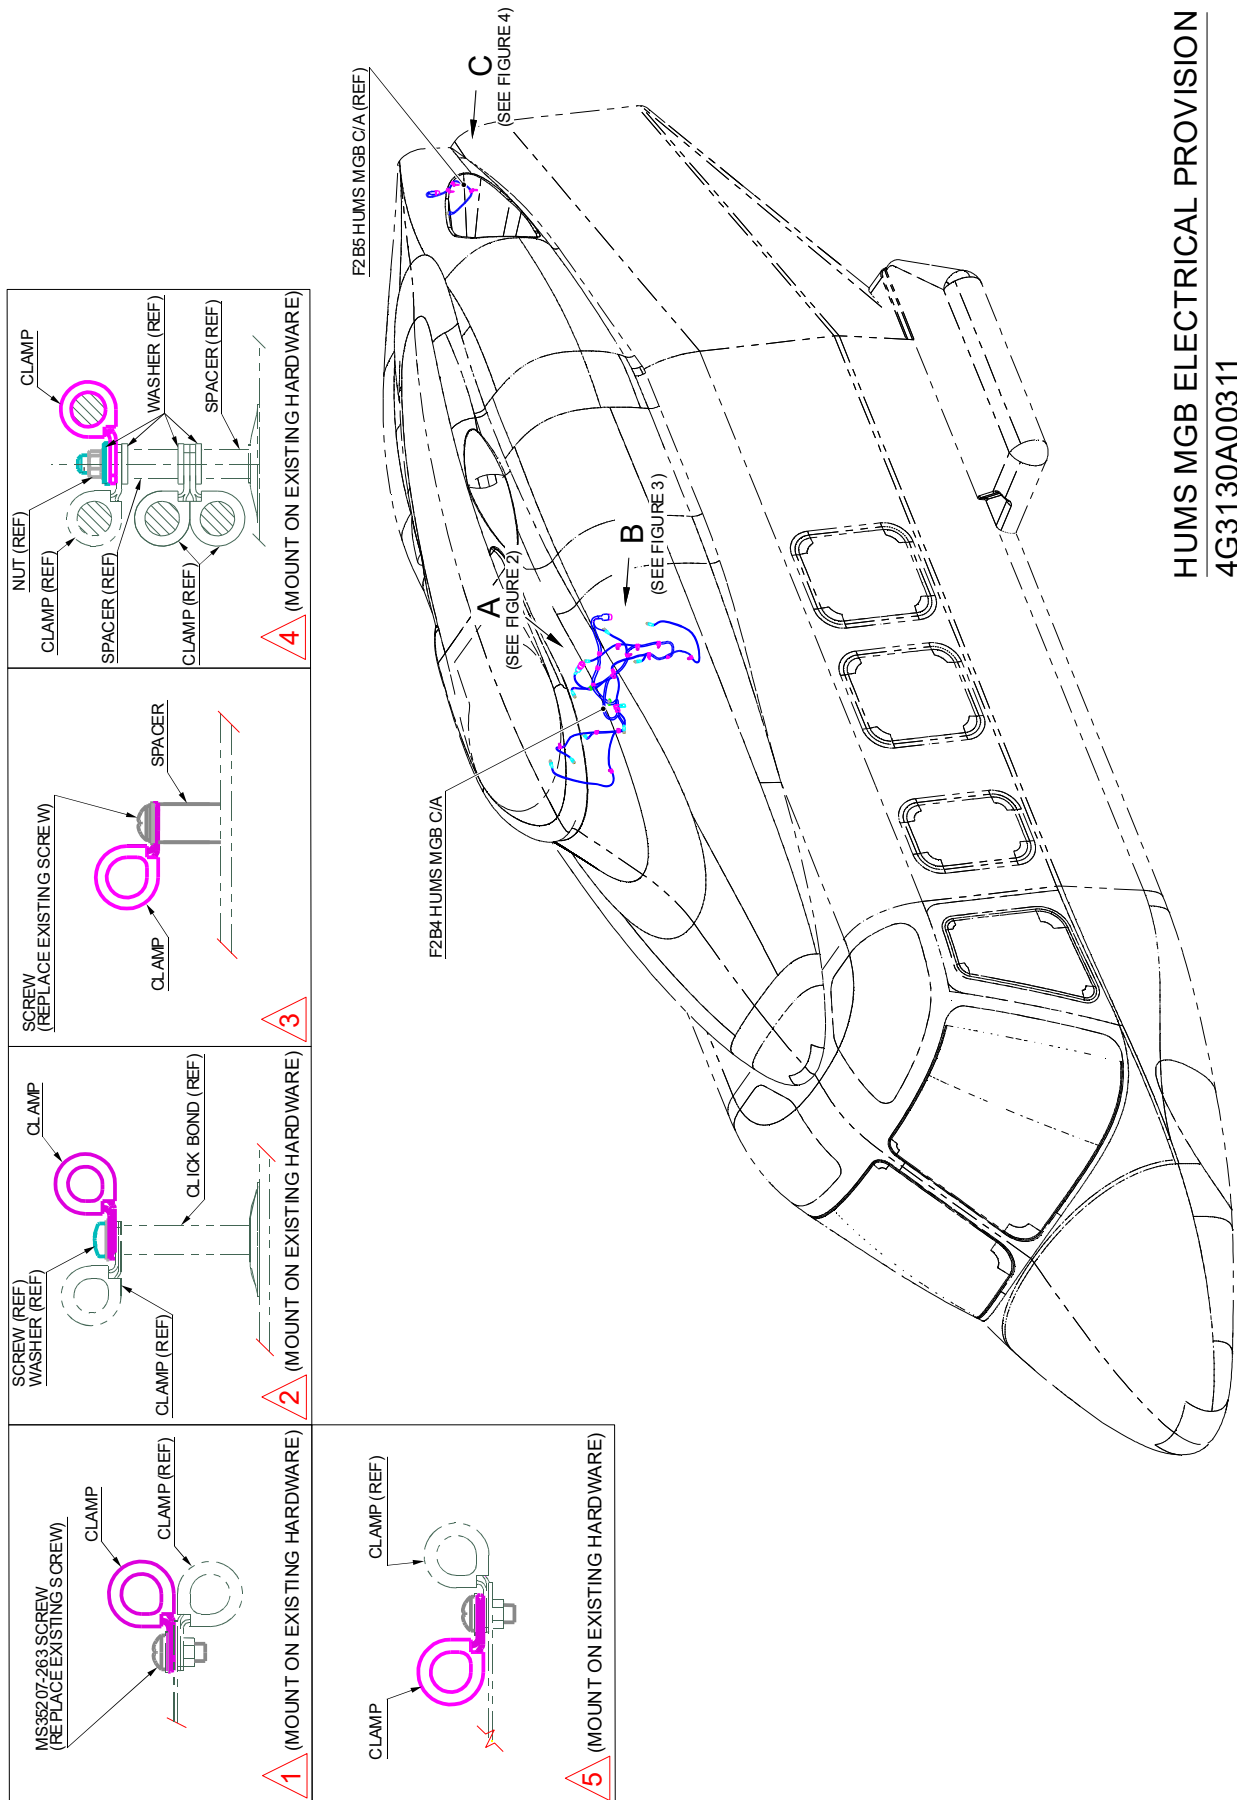 MS35207-263 SCREW
(REPLACE EXISTING SCREW)
CLAMP
CLAMP (REF)
1
(MOUNT ON EXISTING HARDWARE)
SCREW (REF)
WASHER (REF)
CLAMP
CLAMP (REF)
CLICK BOND (REF)
2
(MOUNT ON EXISTING HARDWARE)
SCREW
(REPLACE EXISTING SCREW)
CLAMP
SPACER
3
NUT (REF)
CLAMP (REF)
SPACER (REF)
CLAMP (REF)
CLAMP
WASHER (REF)
SPACER (REF)
4
(MOUNT ON EXISTING HARDWARE)
CLAMP
CLAMP (REF)
5
(MOUNT ON EXISTING HARDWARE)
F2B5 HUMS MGB C/A (REF)
C
(SEE FIGURE 4)
F2B4 HUMS MGB C/A
A
(SEE FIGURE 2)
B
(SEE FIGURE 3)
HUMS MGB ELECTRICAL PROVISION
4G3130A00311